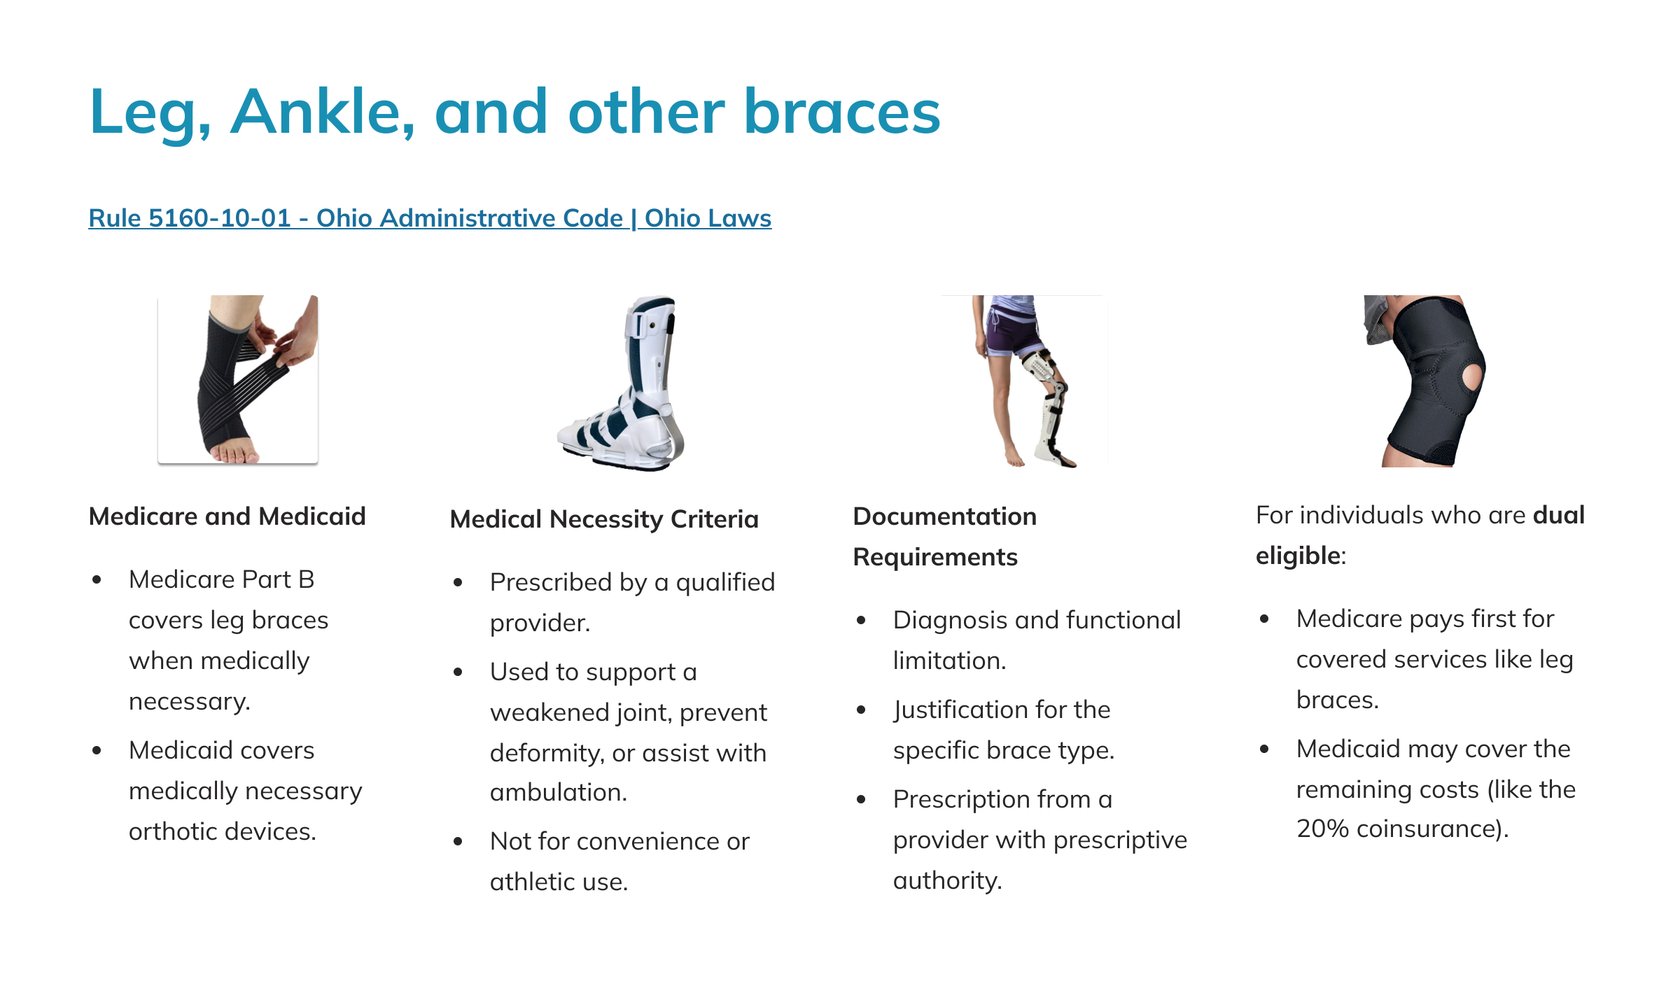 Leg, Ankle, and other braces
Rule 5160-10-01 - Ohio Administrative Code | Ohio Laws
Medicare and Medicaid
• Medicare Part B
covers leg braces
when medically
necessary.
• Medicaid covers
medically necessary
orthotic devices.
Medical Necessity Criteria
• Prescribed by a qualified
provider.
• Used to support a
weakened joint, prevent
deformity, or assist with
ambulation.
• Not for convenience or
athletic use.
Documentation
Requirements
• Diagnosis and functional
limitation.
• Justification for the
specific brace type.
• Prescription from a
provider with prescriptive
authority.
For individuals who are dual
eligible:
• Medicare pays first for
covered services like leg
braces.
• Medicaid may cover the
remaining costs (like the
20% coinsurance).